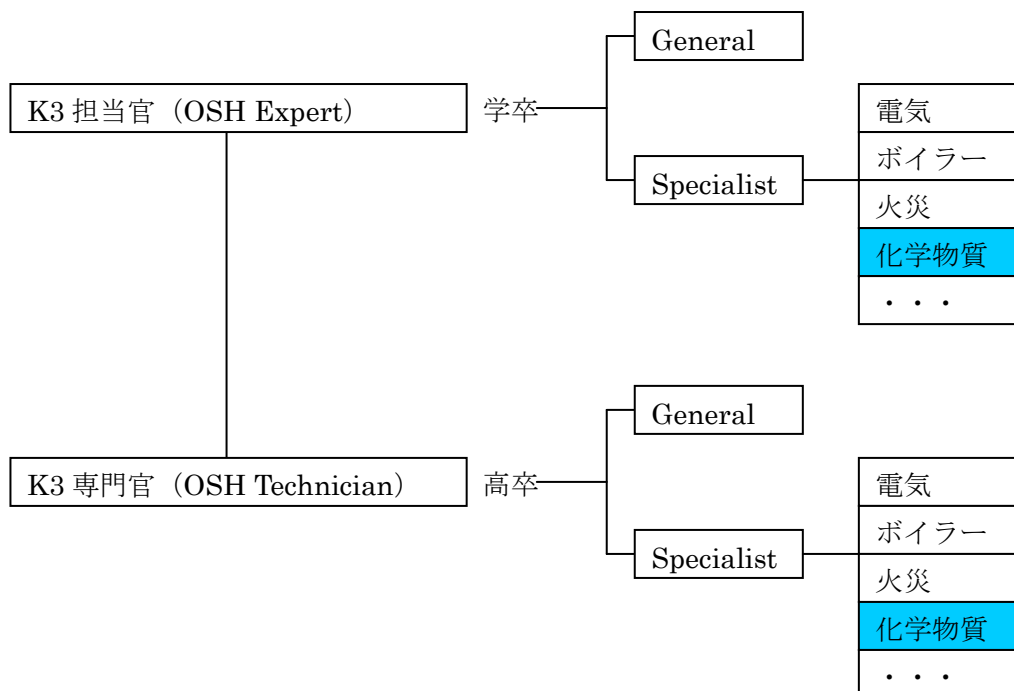 General
K3 担当官（OSH Expert） 学卒
電気
ボイラー
Specialist
火災
化学物質
・・・
General
K3 専門官（OSH Technician） 高卒
電気
ボイラー
Specialist
火災
化学物質
・・・